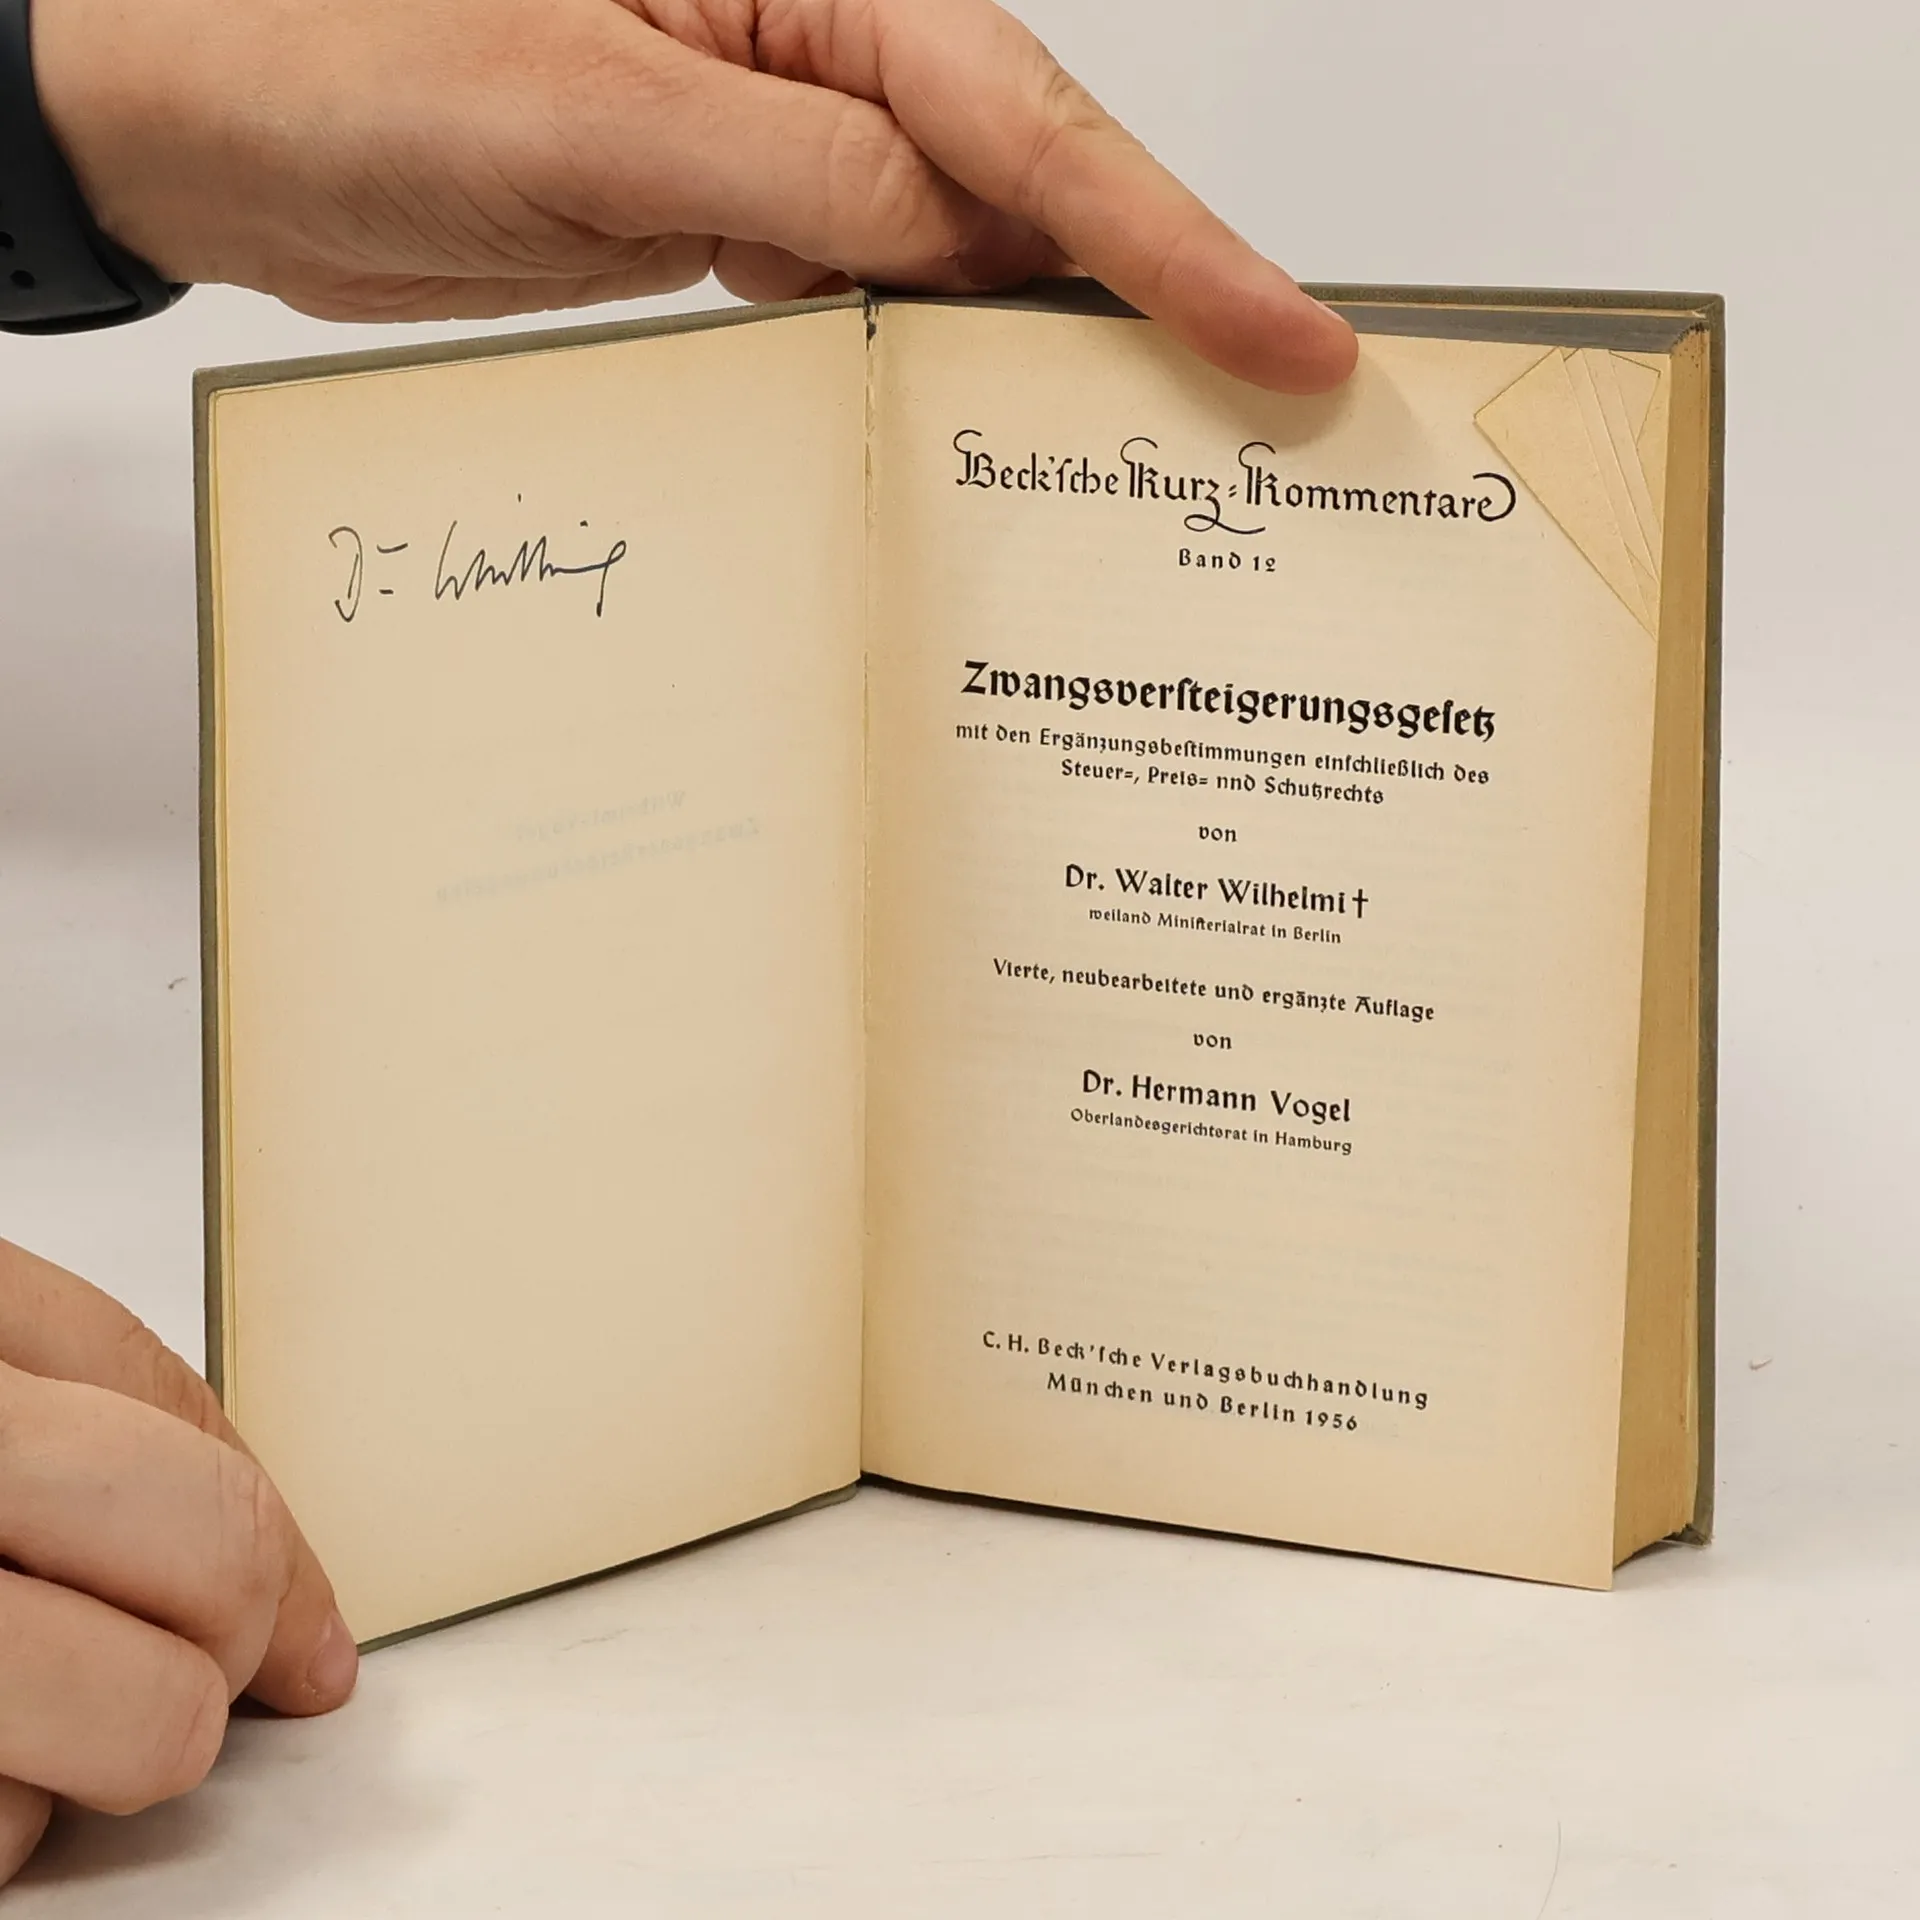 Dr
Beck'sche Kurz-Kommentare
Band 12
Zwangsversteigerungsgesetz
mit den Ergänzungsbestimmungen einschließlich des
Steuer-, Preis- nnd Schutzrechts
von
Dr. Walter Wilhelmi †
weiland Ministerialrat in Berlin
Vierte, neubearbeitete und ergänzte Auflage
von
Dr. Hermann Vogel
Oberlandesgerichtsrat in Hamburg
C. H. Beck'sche Verlagsbuchhandlung
München und Berlin 1956